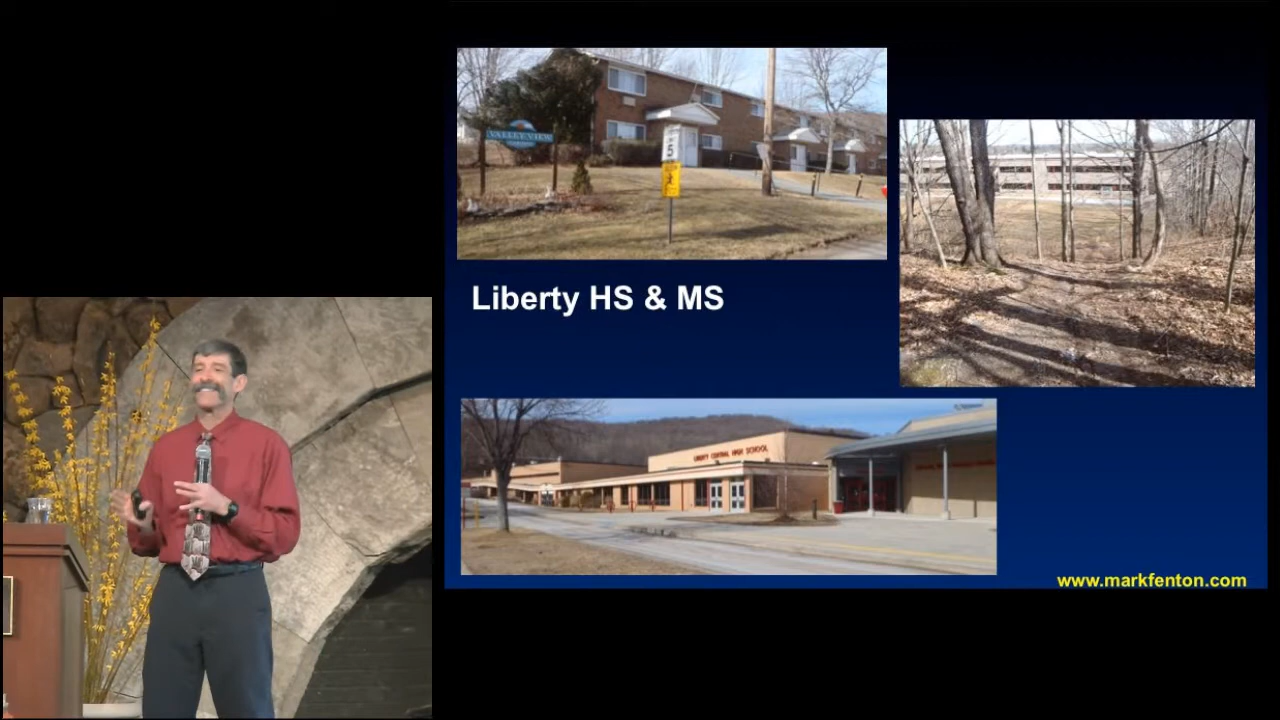 VALLEY VIEW
5
Liberty HS & MS
LIBERTY CENTRAL HIGH SCHOOL
www.markfenton.com